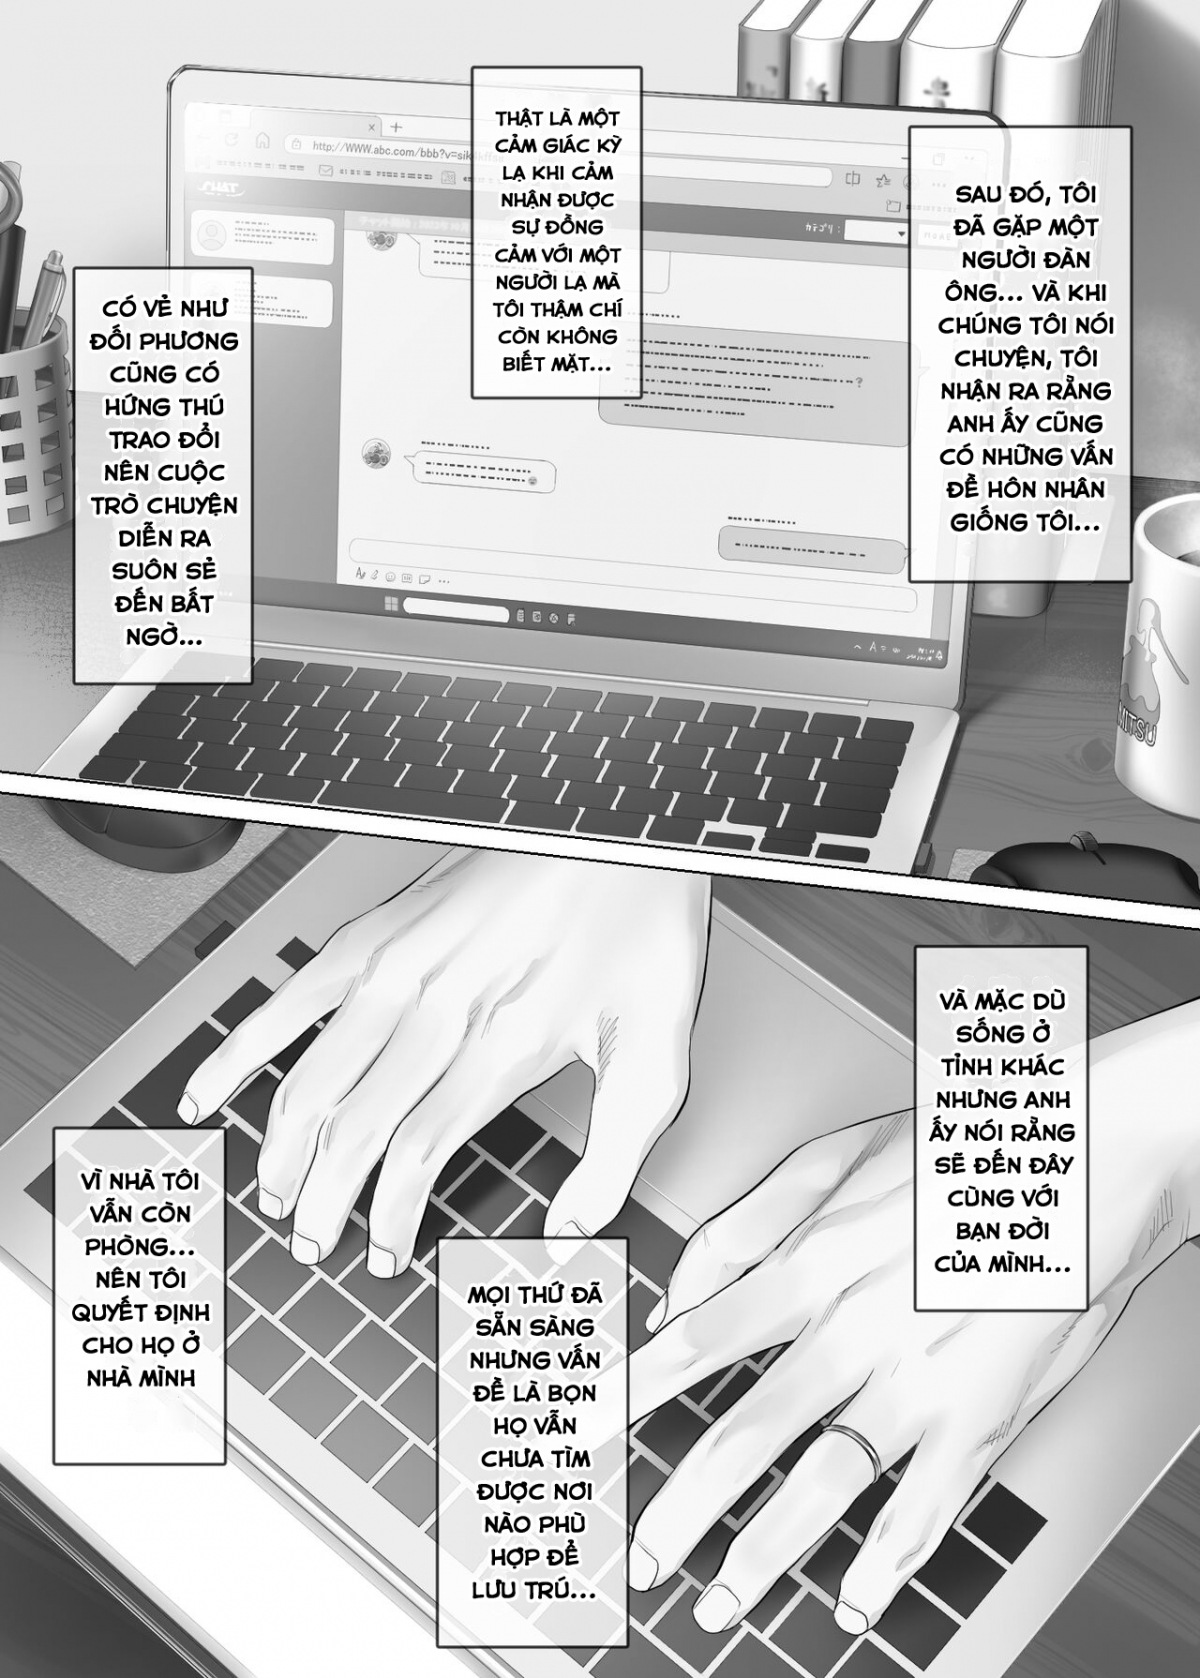 SAU ĐÓ, TÔI
ĐÃ GẶP MỘT
NGƯỜI ĐÀN
ÔNG... VÀ KHI
CHÚNG TÔI NÓI
CHUYỆN, TÔI
NHẬN RA RẰNG
ANH ẤY CŨNG
CÓ NHỮNG VẤN
ĐỀ HÔN NHÂN
GIỐNG TÔI...
THẬT LÀ MỘT
CẢM GIÁC KỲ
LẠ KHI CẢM
NHẬN ĐƯỢC
SỰ ĐỒNG
CẢM VỚI MỘT
NGƯỜI LẠ MÀ
TÔI THẬM CHÍ
CÒN KHÔNG
BIẾT MẶT...
CÓ VẺ NHƯ
ĐỐI PHƯƠNG
CŨNG CÓ
HỨNG THÚ
TRAO ĐỔI
NÊN CUỘC
TRÒ CHUYỆN
DIỄN RA
SUÔN SẺ
ĐẾN BẤT
NGỜ...
CHAT
カテゴリ:
MITSU
VÀ MẶC DÙ
SỐNG Ở
TỈNH KHÁC
NHƯNG ANH
ẤY NÓI RẰNG
SẼ ĐẾN ĐÂY
CÙNG VỚI
BẠN ĐỜI
CỦA MÌNH...
MỌI THỨ ĐÃ
SẴN SÀNG
NHƯNG VẤN
ĐỀ LÀ BỌN
HỌ VẪN
CHƯA TÌM
ĐƯỢC NƠI
NÀO PHÙ
HỢP ĐỂ
LƯU TRÚ...
VÌ NHÀ TÔI
VẪN CÒN
PHÒNG...
NÊN TÔI
QUYẾT ĐỊNH
CHO HỌ Ở
NHÀ MÌNH